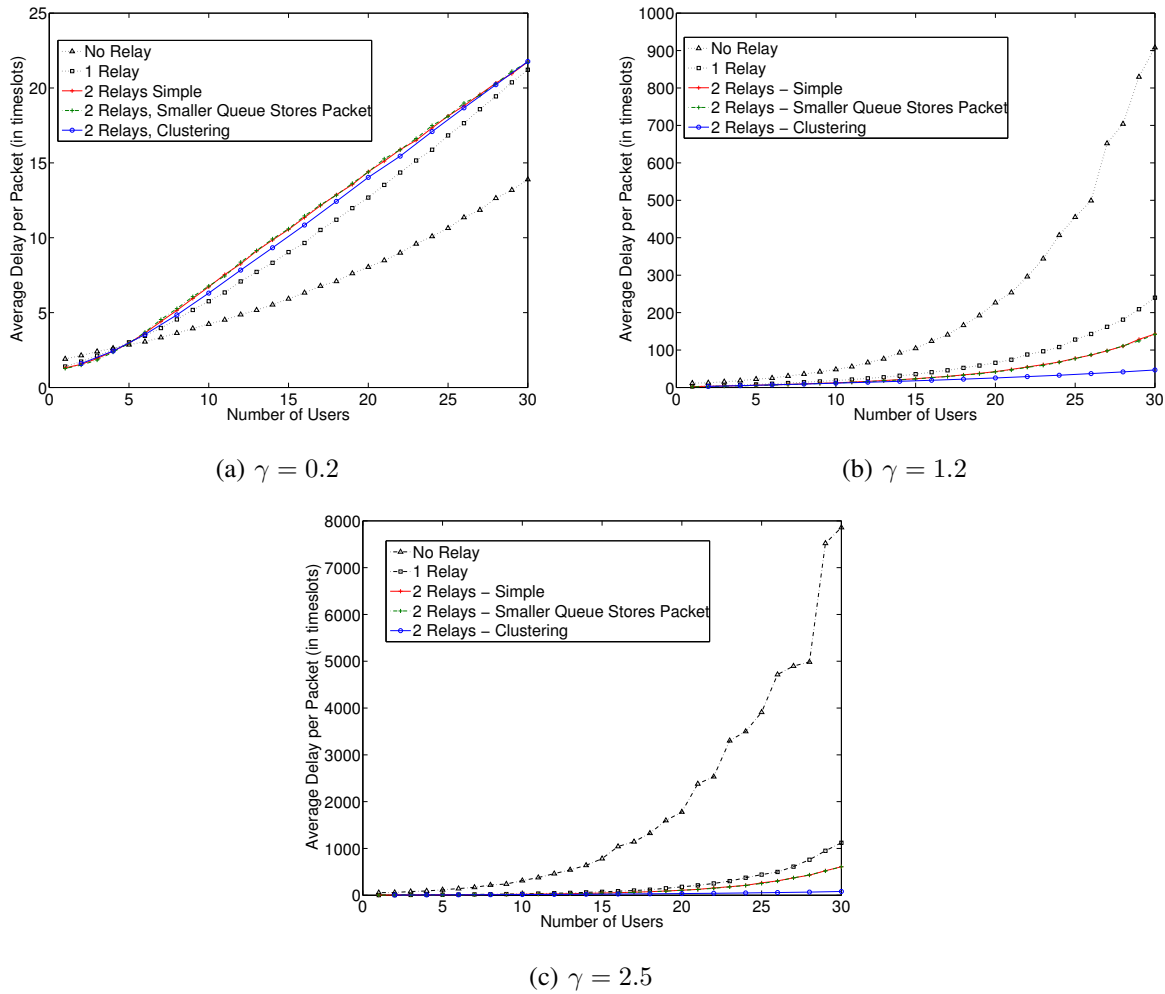 25
20
15
10
5
0
Average Delay per Packet (in timeslots)
No Relay
1 Relay
2 Relays Simple
2 Relays, Smaller Queue Stores Packet
2 Relays, Clustering
0 5 10 15 20 25 30
Number of Users
(a) γ = 0.2
1000
900
800
700
600
500
400
300
200
100
0
Average Delay per Packet (in timeslots)
No Relay
1 Relay
2 Relays − Simple
2 Relays − Smaller Queue Stores Packet
2 Relays − Clustering
0 5 10 15 20 25 30
Number of Users
(b) γ = 1.2
8000
7000
6000
5000
4000
3000
2000
1000
0
Average Delay per Packet (in timeslots)
No Relay
1 Relay
2 Relays − Simple
2 Relays − Smaller Queue Stores Packet
2 Relays − Clustering
0 5 10 15 20 25 30
Number of Users
(c) γ = 2.5